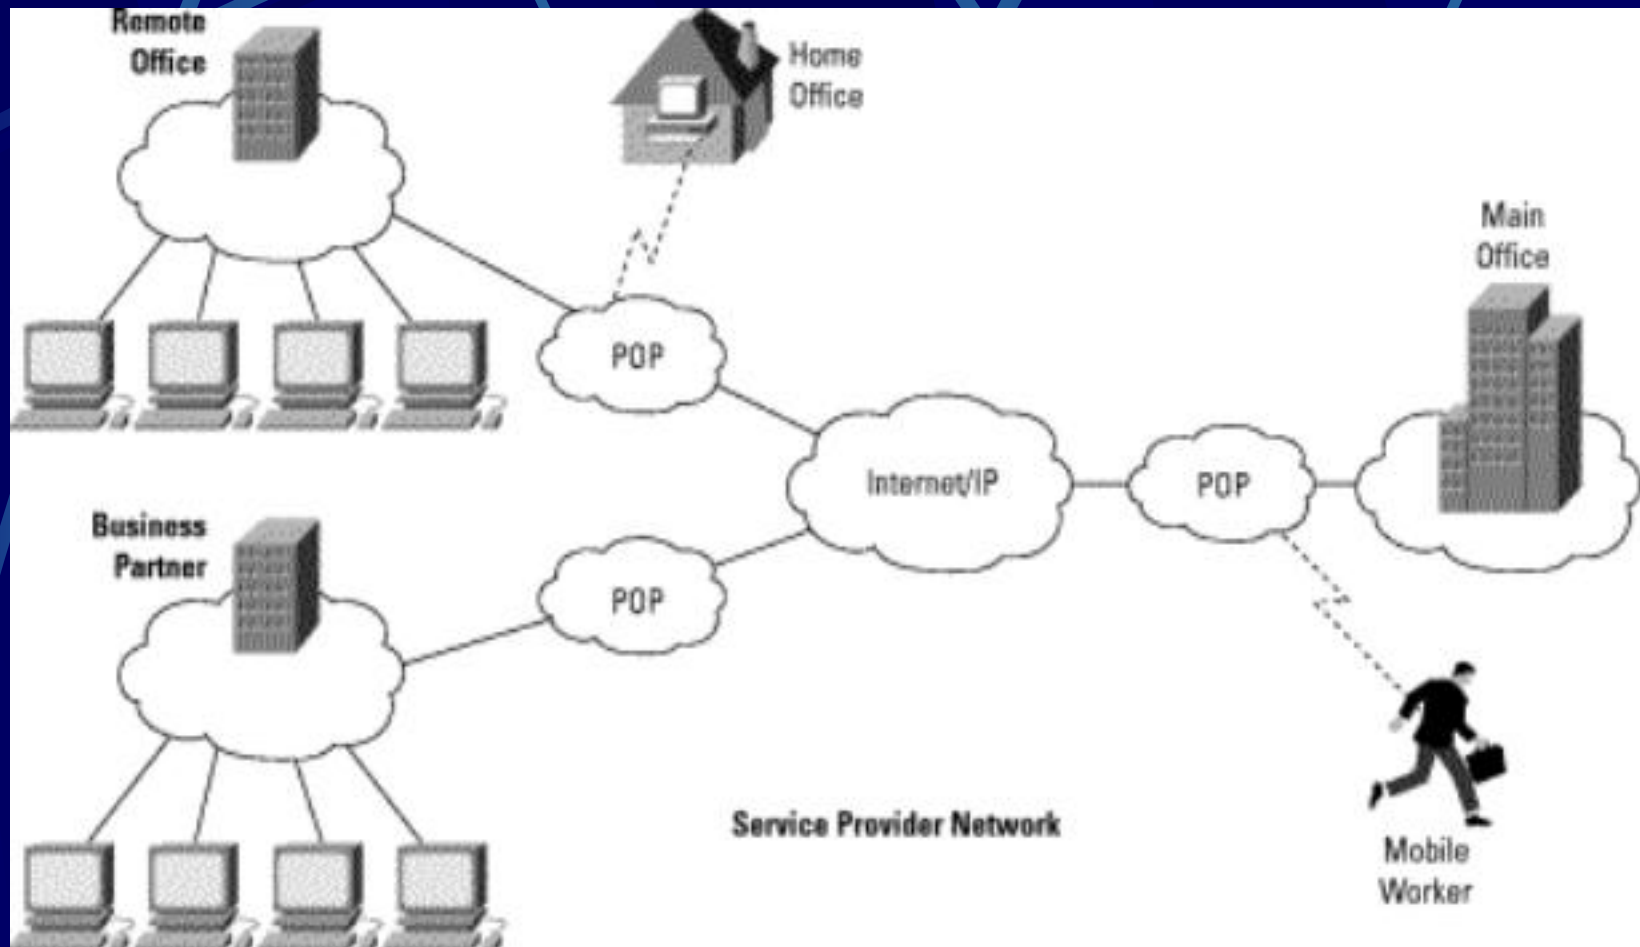 Remote
Office
Home
Office
Main
Office
POP
Internet/IP
POP
Business
Partner
POP
Service Provider Network
Mobile
Worker